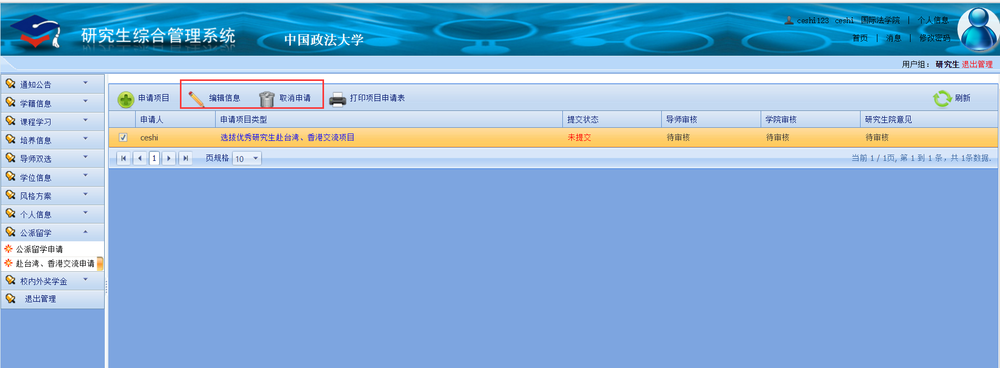 研究生综合管理系统
中国政法大学
ceshi123 ceshi 国际法学院 | 个人信息
首页 | 消息 | 修改密码
用户组: 研究生 退出管理
通知公告
学籍信息
课程学习
培养信息
导师双选
学位信息
风格方案
个人信息
公派留学
公派留学申请
赴台湾、香港交流申请
校内外奖学金
退出管理
申请项目 编辑信息 取消申请 打印项目申请表 刷新
申请人 申请项目类型 提交状态 导师审核 学院审核 研究生院意见
ceshi 选拔优秀研究生赴台湾、香港交流项目 未提交 待审核 待审核 待审核
1 页规格 10 当前 1 / 1页, 第 1 到 1 条，共 1条数据.